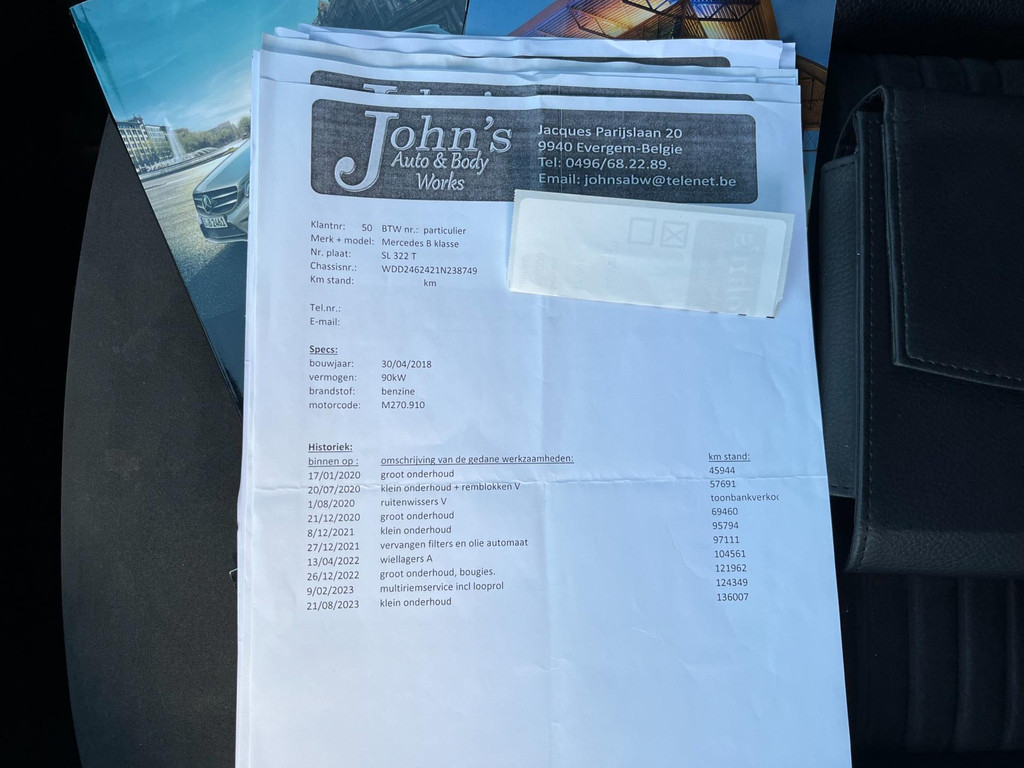 John's
Auto & Body
Works
Jacques Parijslaan 20
9940 Evergem-Belgie
Tel: 0496/68.22.89.
Email: johnsabw@telenet.be
Klantnr: 50 BTW nr.: particulier
Merk + model: Mercedes B klasse
Nr. plaat: SL 322 T
Chassisnr.: WDD2462421N238749
Km stand: km
Tel.nr.:
E-mail:
Specs:
bouwjaar: 30/04/2018
vermogen: 90kW
brandstof: benzine
motorcode: M270.910
Historiek:
binnen op : omschrijving van de gedane werkzaamheden: km stand:
17/01/2020 groot onderhoud 45944
20/07/2020 klein onderhoud + remblokken V 57691
1/08/2020 ruitenwissers V toonbankverkoc
21/12/2020 groot onderhoud 69460
8/12/2021 klein onderhoud 95794
27/12/2021 vervangen filters en olie automaat 97111
13/04/2022 wiellagers A 104561
26/12/2022 groot onderhoud, bougies. 121962
9/02/2023 multiriemservice incl looprol 124349
21/08/2023 klein onderhoud 136007